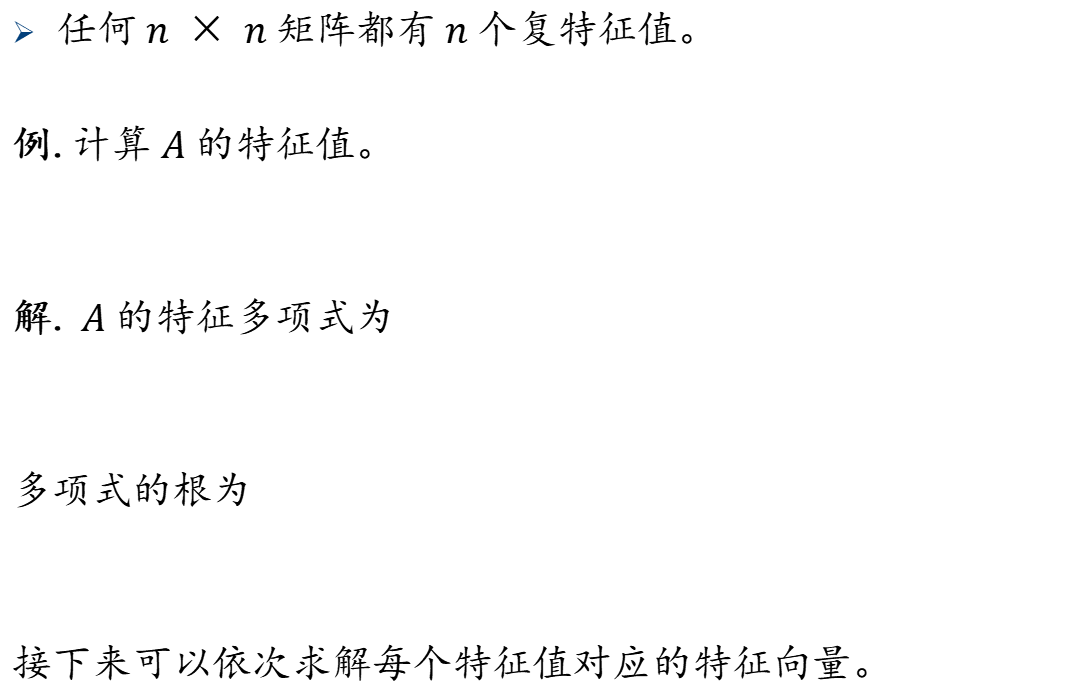 ➢ 任何 n × n 矩阵都有 n 个复特征值。
例. 计算 A 的特征值。
解. A 的特征多项式为
多项式的根为
接下来可以依次求解每个特征值对应的特征向量。